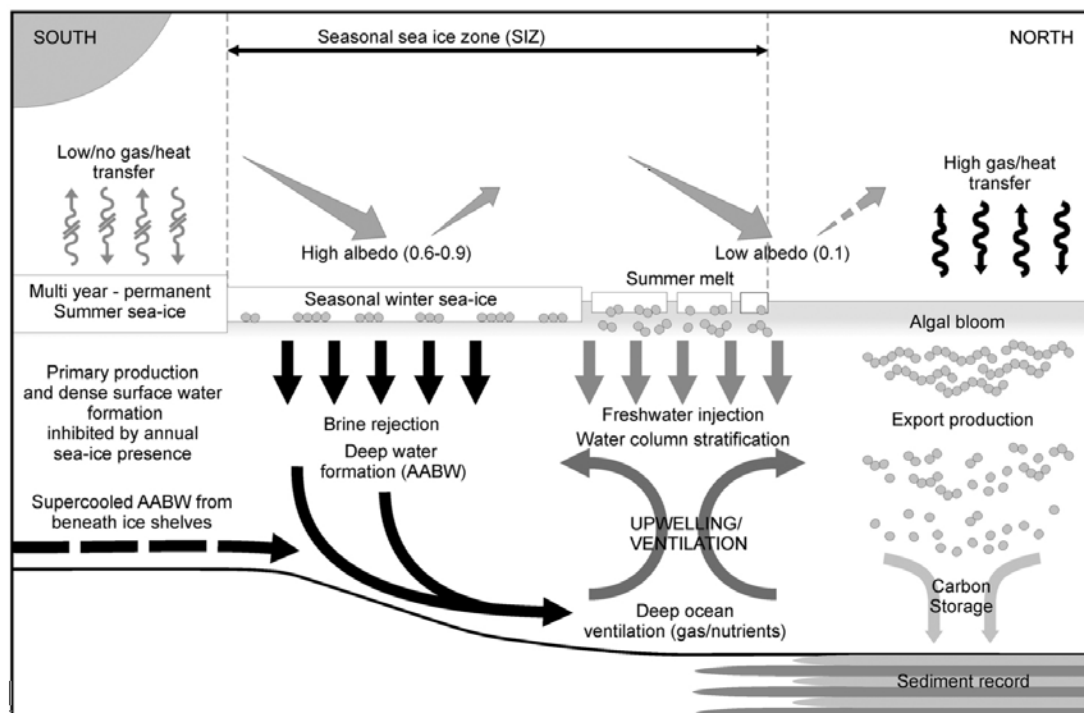 SOUTH
Seasonal sea ice zone (SIZ)
NORTH
Low/no gas/heat
transfer
High gas/heat
transfer
High albedo (0.6-0.9)
Low albedo (0.1)
Summer melt
Multi year - permanent
Summer sea-ice
Seasonal winter sea-ice
Algal bloom
Primary production
and dense surface water
formation
inhibited by annual
sea-ice presence
Brine rejection
Deep water
formation (AABW)
Freshwater injection
Water column stratification
Export production
Supercooled AABW from
beneath ice shelves
UPWELLING/
VENTILATION
Deep ocean
ventilation (gas/nutrients)
Carbon
Storage
Sediment record